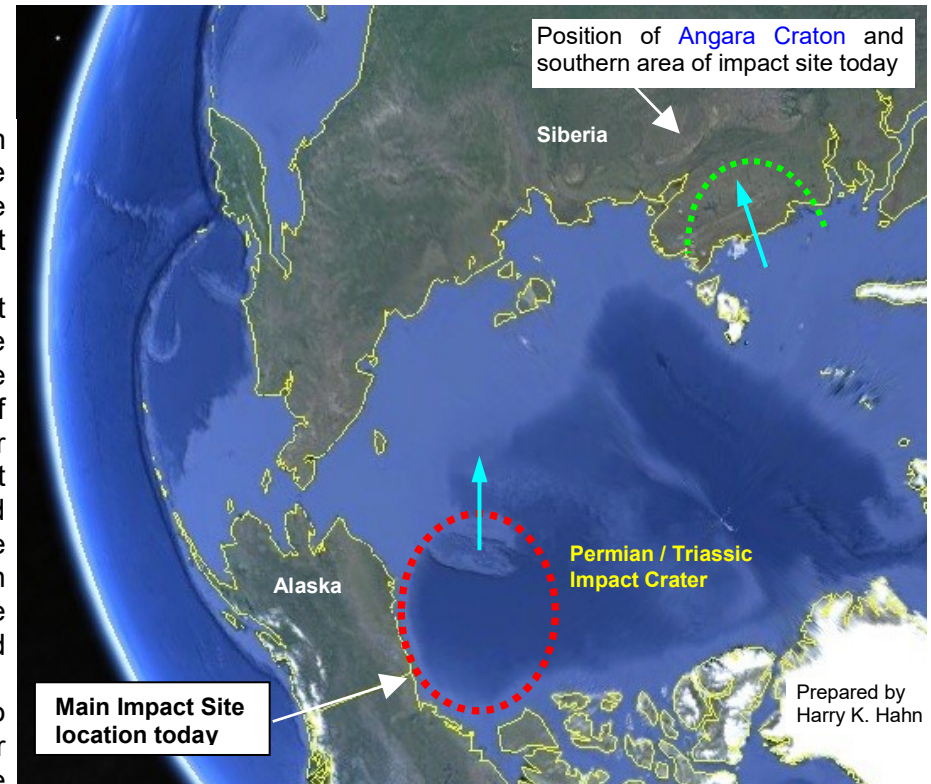 Position of Angara Craton and
southern area of impact site today
Siberia
Permian / Triassic
Impact Crater
Alaska
Main Impact Site
location today
Prepared by
Harry K. Hahn